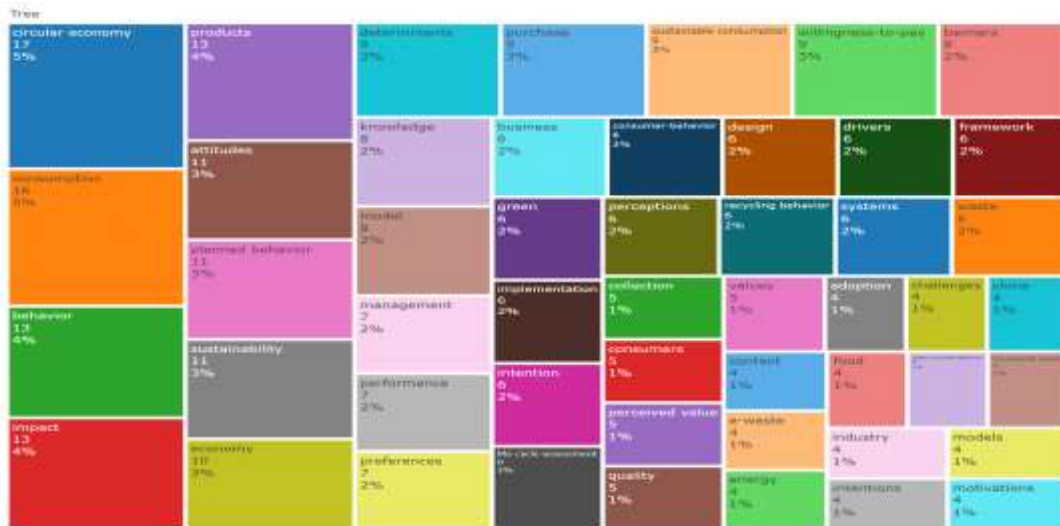 Tree
circular economy
17
5%
consumption
16
5%
behavior
13
4%
impact
13
4%
products
13
4%
attitudes
11
3%
planned behavior
11
3%
sustainability
11
3%
economy
10
3%
determinants
9
3%
purchase
9
3%
sustainable consumption
9
3%
willingness-to-pay
9
3%
barriers
8
2%
knowledge
8
2%
model
8
2%
management
7
2%
performance
7
2%
preferences
7
2%
business
6
2%
consumer-behavior
6
2%
design
6
2%
drivers
6
2%
framework
6
2%
green
6
2%
implementation
6
2%
intention
6
2%
life-cycle assessment
6
2%
perceptions
6
2%
recycling behavior
6
2%
systems
6
2%
waste
6
2%
collection
5
1%
consumers
5
1%
perceived value
5
1%
quality
5
1%
values
5
1%
adoption
4
1%
challenges
4
1%
china
4
1%
context
4
1%
e-waste
4
1%
energy
4
1%
food
4
1%
industry
4
1%
intentions
4
1%
models
4
1%
motivations
4
1%